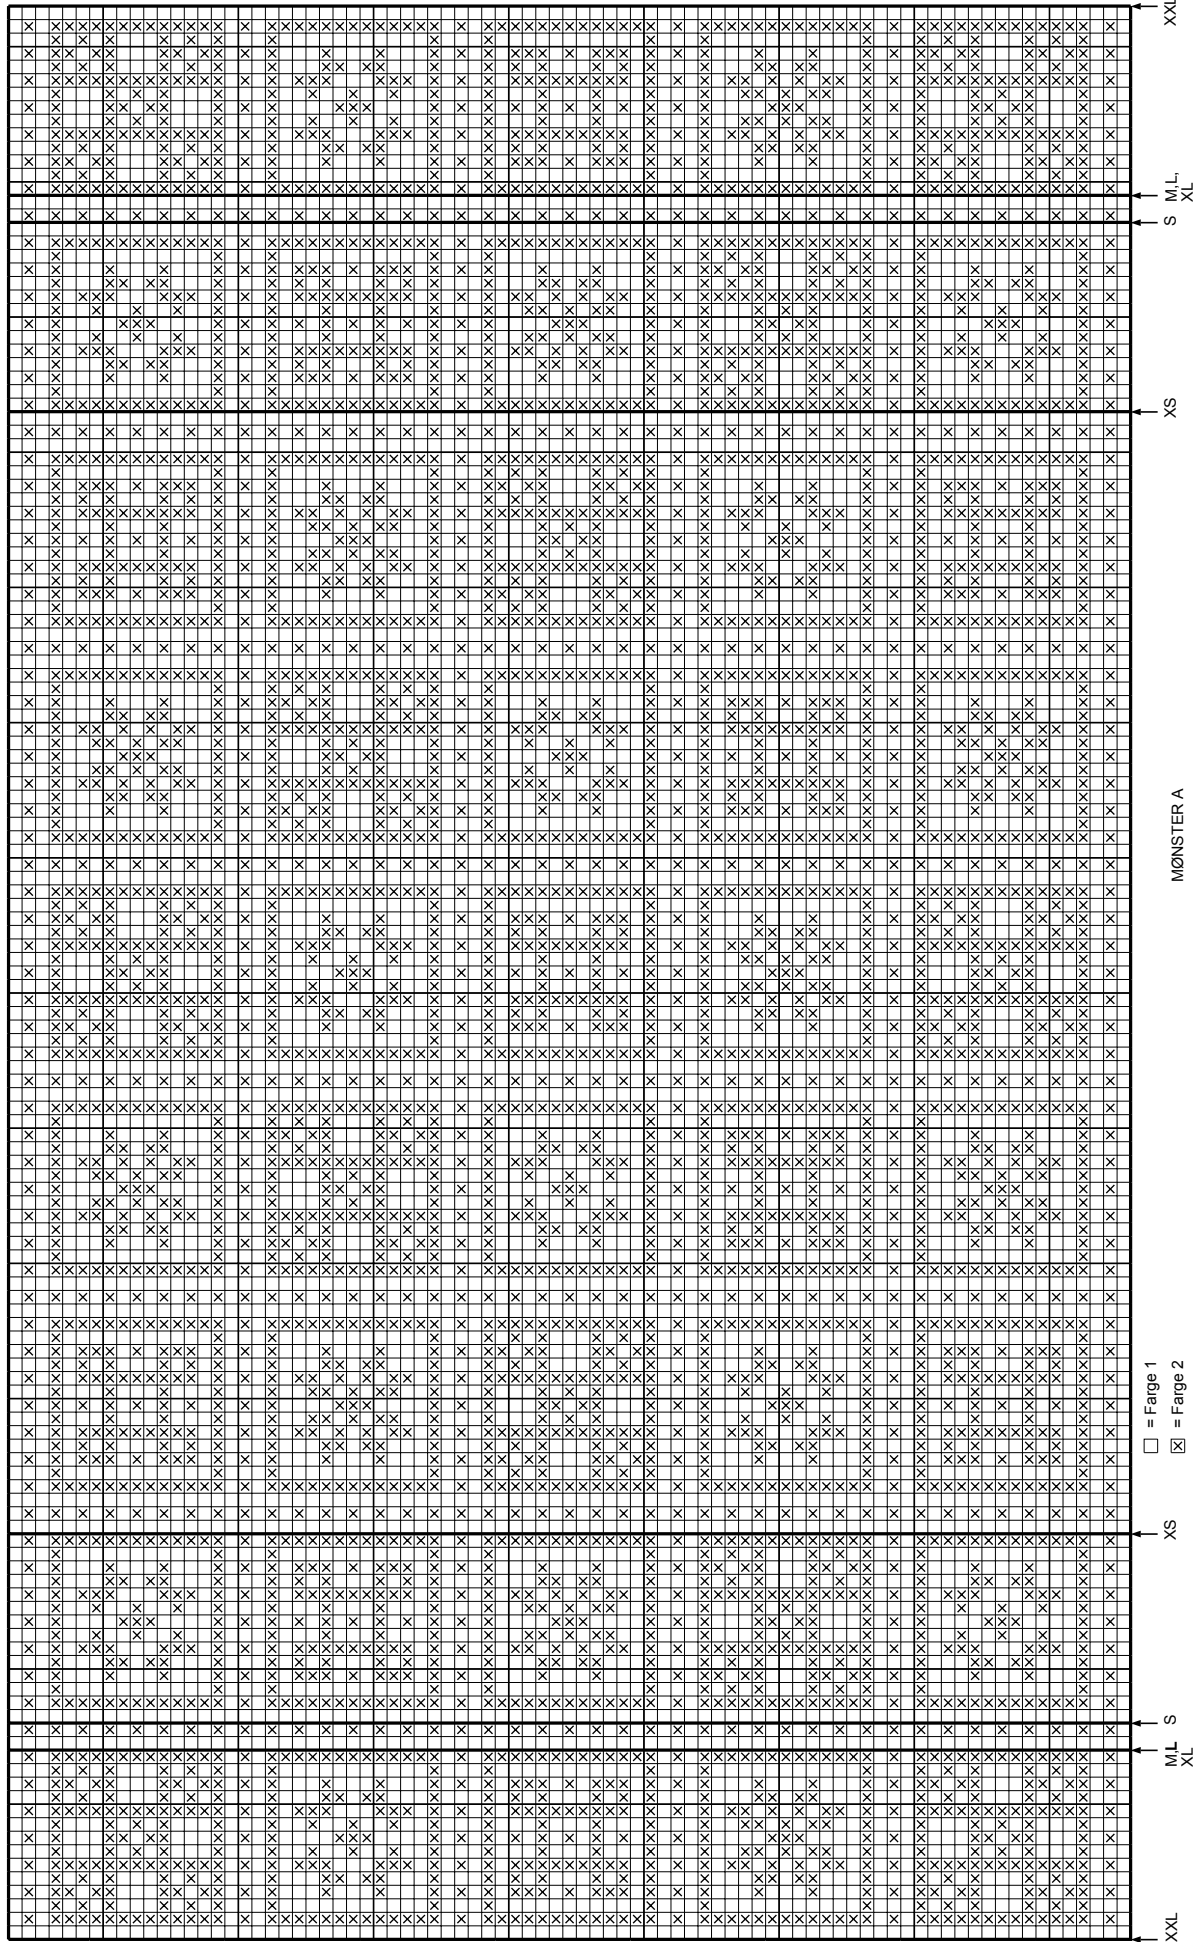 XXL
M,L
XL
S
XS
XS
S
M,L,
XL
XXL
□ = Farge 1
☒ = Farge 2
MØNSTER A